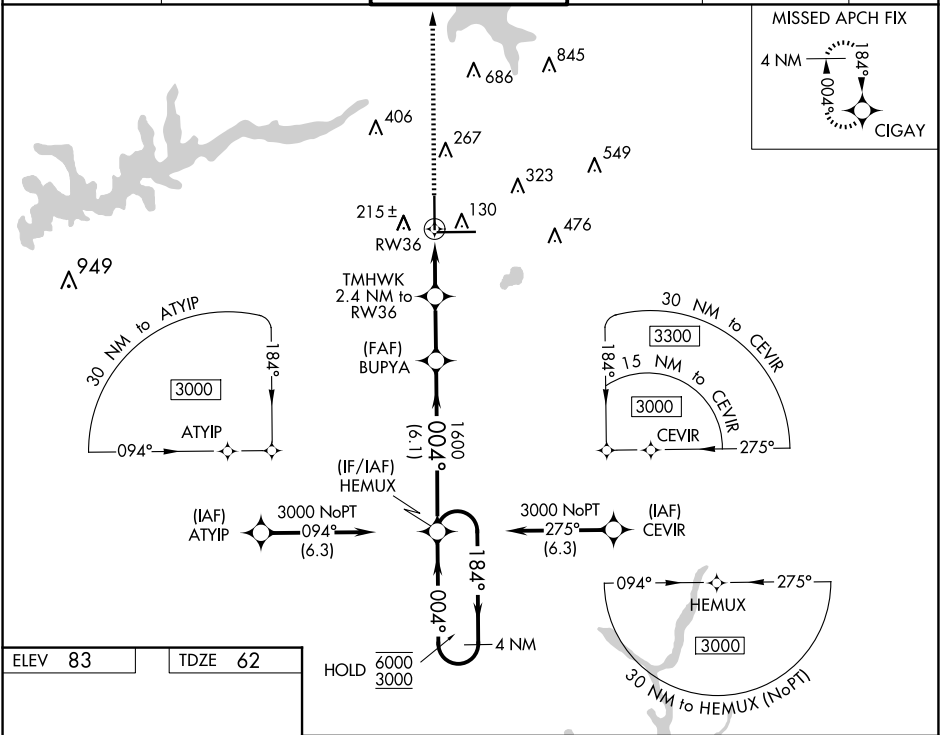 MISSED APCH FIX
4 NM
184°
004°
CIGAY
845
686
406
267
549
323
215 ±
130
476
RW36
949
TMHWK
2.4 NM to
RW36
(FAF)
BUPYA
30 NM to ATYIP
3000
184°
ATYIP
094°
30 NM to CEVIR
3300
15 NM to CEVIR
184°
3000
CEVIR
275°
1600
004°
(6.1)
(IF/IAF)
HEMUX
(IAF)
ATYIP
3000 NoPT
094°
(6.3)
3000 NoPT
275°
(6.3)
(IAF)
CEVIR
184°
004°
4 NM
HOLD
6000
3000
094°
275°
HEMUX
3000
30 NM to HEMUX (NoPT)
ELEV 83
TDZE 62